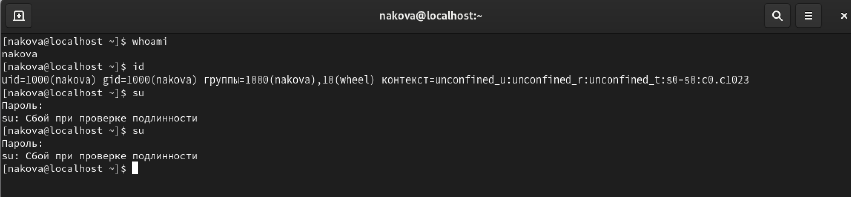 nakova@localhost:~
[nakova@localhost ~]$ whoami
nakova
[nakova@localhost ~]$ id
uid=1000(nakova) gid=1000(nakova) группы=1000(nakova),10(wheel) контекст=unconfined_u:unconfined_r:unconfined_t:s0-s0:c0.c1023
[nakova@localhost ~]$ su
Пароль:
su: Сбой при проверке подлинности
[nakova@localhost ~]$ su
Пароль:
su: Сбой при проверке подлинности
[nakova@localhost ~]$